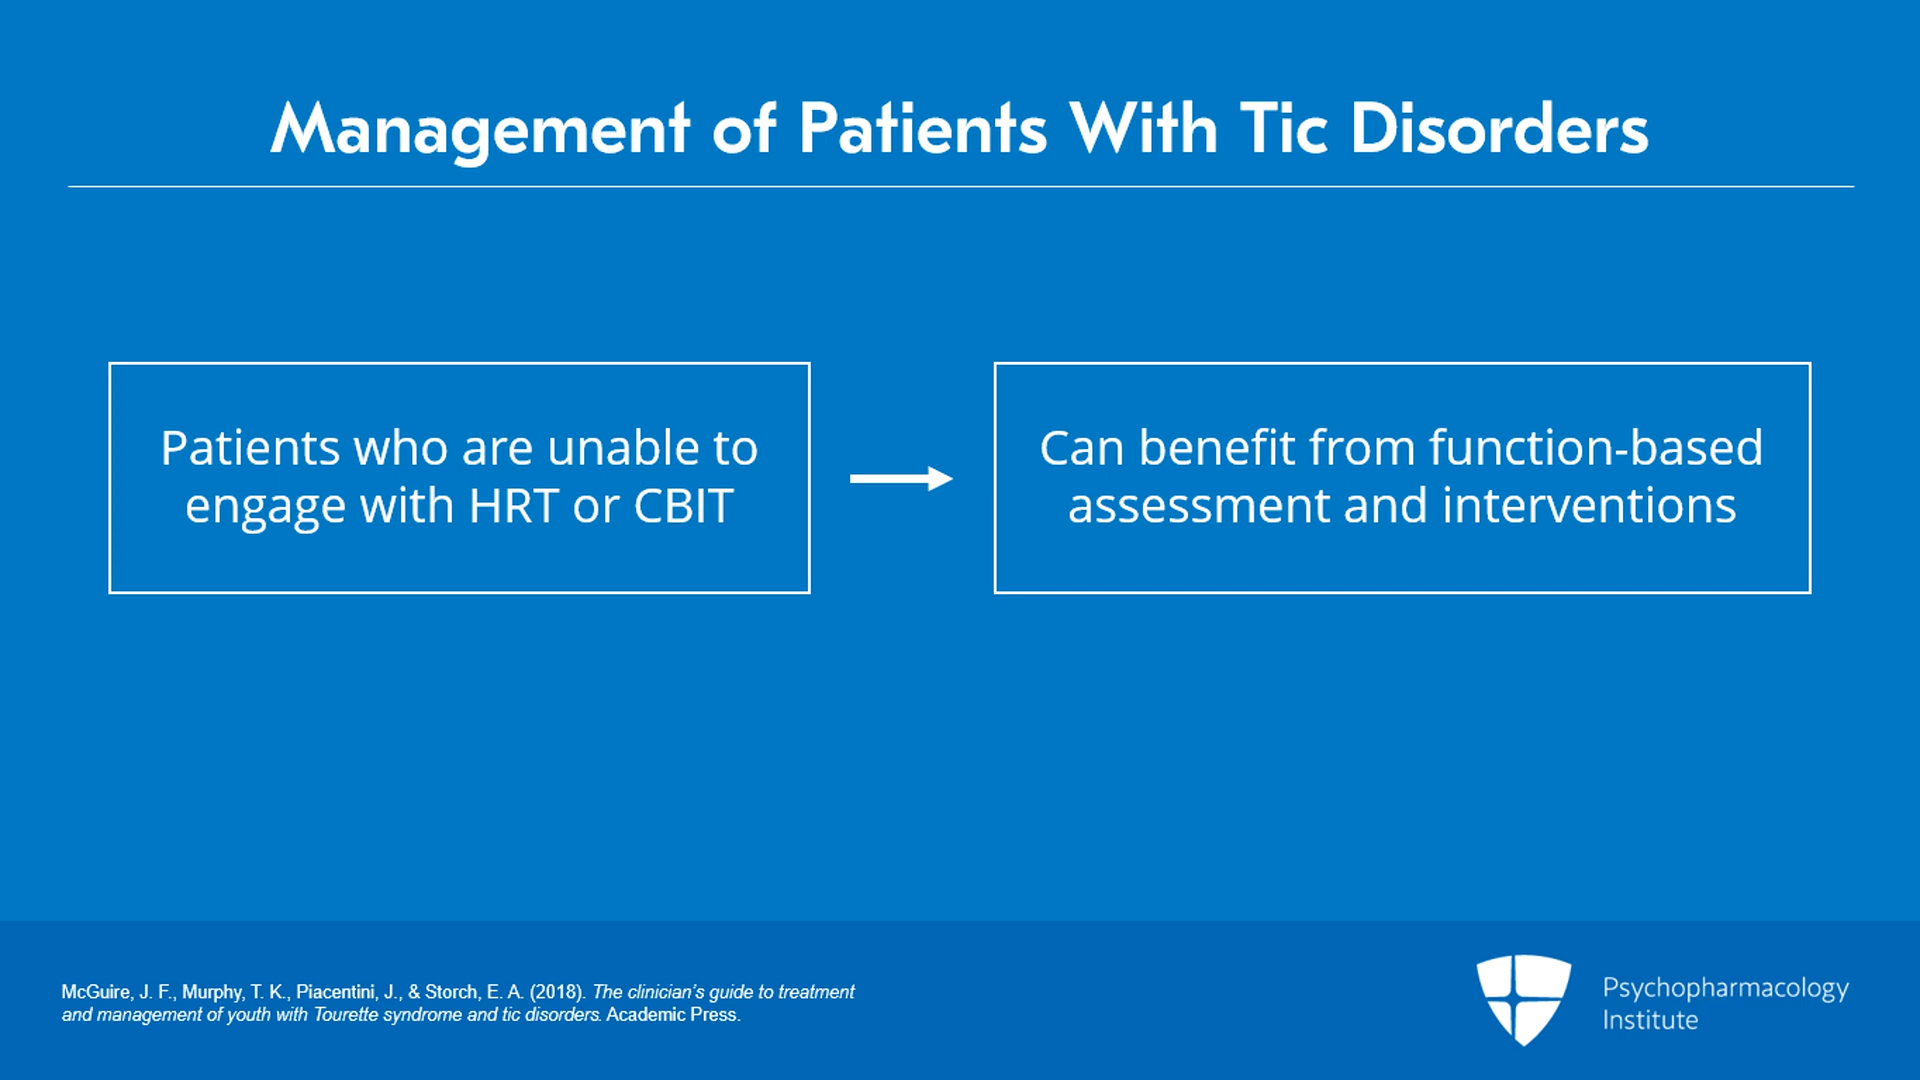 Management of Patients With Tic Disorders
Patients who are unable to
engage with HRT or CBIT
Can benefit from function-based
assessment and interventions
McGuire, J. F., Murphy, T. K., Piacentini, J., & Storch, E. A. (2018). The clinician’s guide to treatment
and management of youth with Tourette syndrome and tic disorders. Academic Press.
Psychopharmacology
Institute